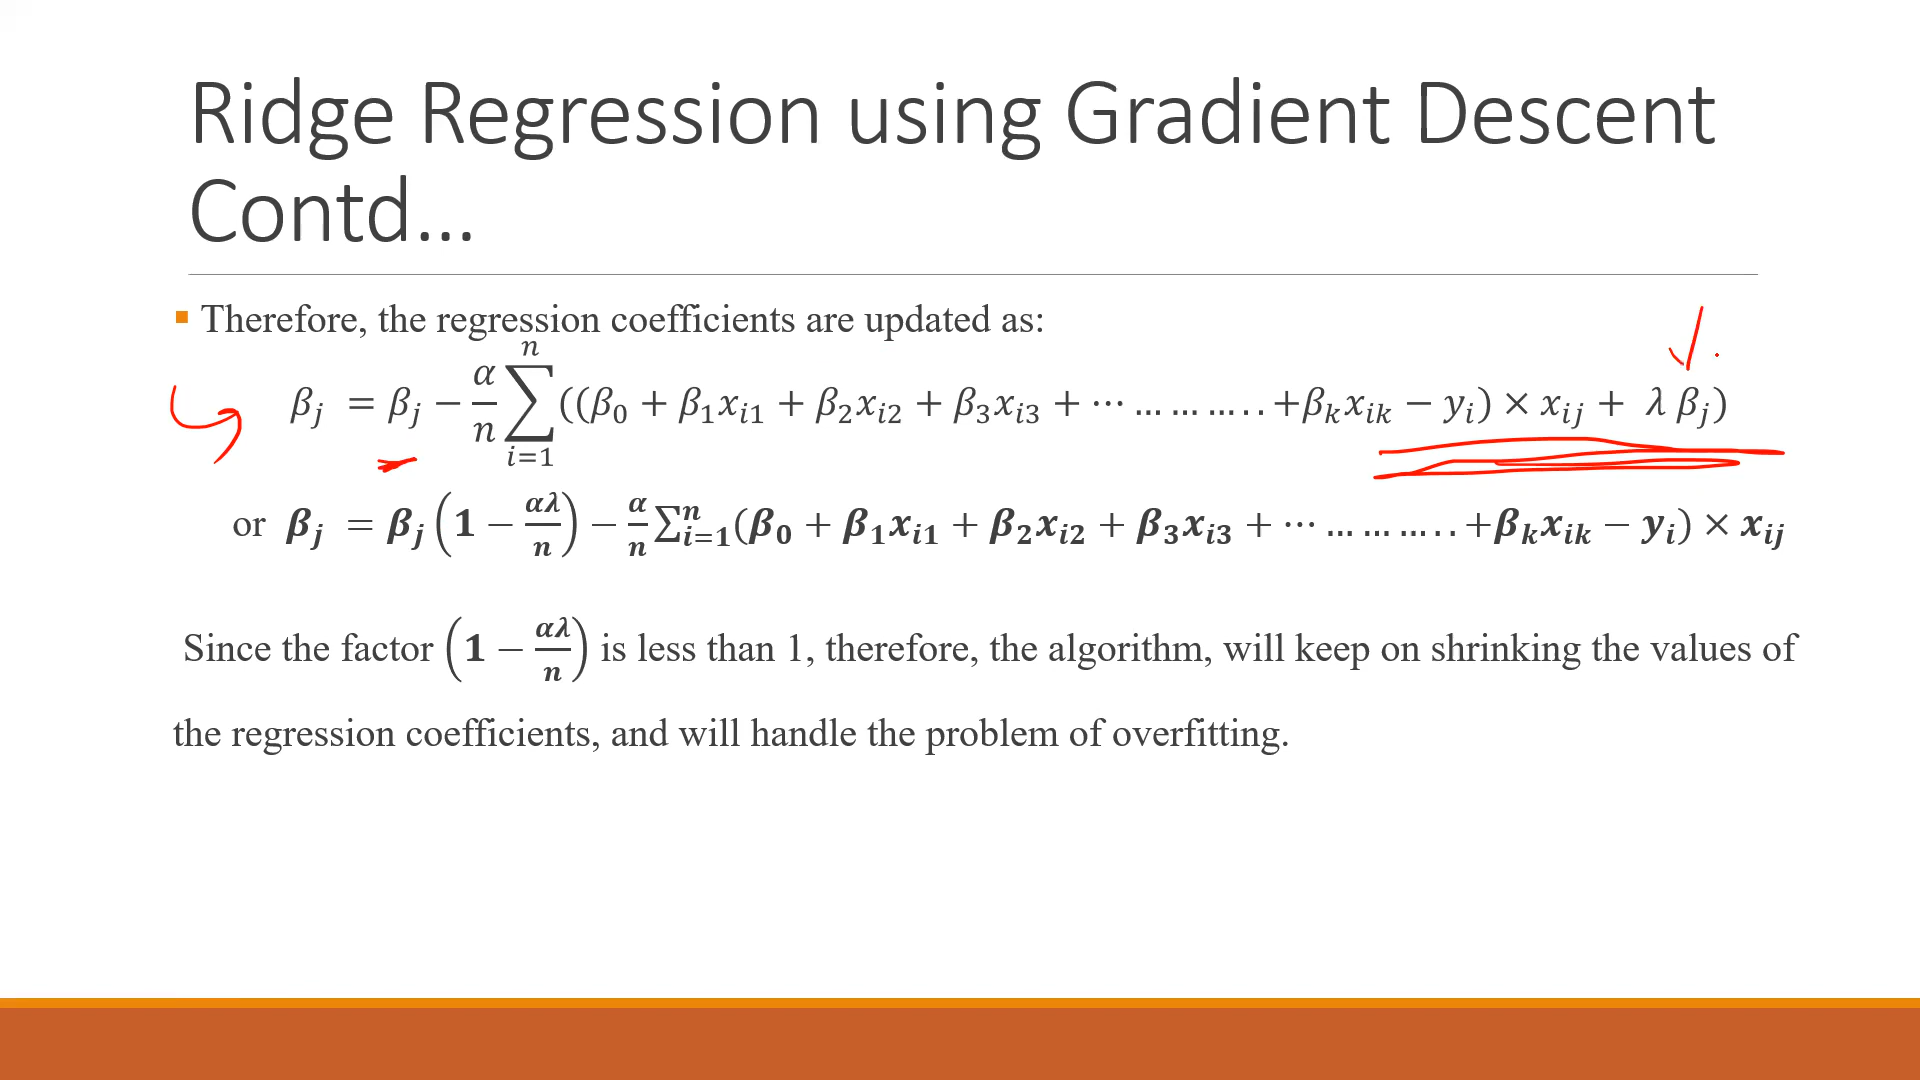 Ridge Regression using Gradient Descent
Contd…
▪ Therefore, the regression coefficients are updated as:
βⱼ = βⱼ − α/n ∑ᵢ₌₁ⁿ ((β₀ + β₁xᵢ₁ + β₂xᵢ₂ + β₃xᵢ₃ + ⋯ … … … . . +βₖxᵢₖ − yᵢ) × xᵢⱼ + λ βⱼ)
or βⱼ = βⱼ (1 − αλ/n) − α/n ∑ᵢ₌₁ⁿ(β₀ + β₁xᵢ₁ + β₂xᵢ₂ + β₃xᵢ₃ + ⋯ … … … . . +βₖxᵢₖ − yᵢ) × xᵢⱼ
Since the factor (1 − αλ/n) is less than 1, therefore, the algorithm, will keep on shrinking the values of
the regression coefficients, and will handle the problem of overfitting.